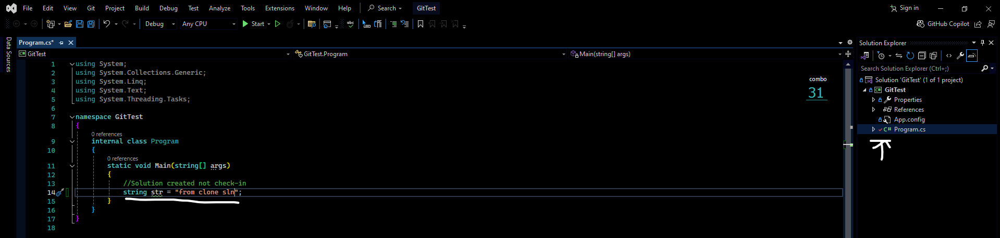 File Edit View Git Project Build Debug Test Analyze Tools Extensions Window Help Search GitTest Sign in
Debug Any CPU Start abc GitHub Copilot
Data Sources
Program.cs*
C# GitTest GitTest.Program Main(string[] args)
1 using System;
2 using System.Collections.Generic;
3 using System.Linq;
4 using System.Text;
5 using System.Threading.Tasks;
6
7 namespace GitTest
8 {
0 references
9 internal class Program
10 {
0 references
11 static void Main(string[] args)
12 {
13 //Solution created not check-in
14 string str = "from clone sln";
15 }
16 }
17 }
18
combo
31
Solution Explorer
Search Solution Explorer (Ctrl+;)
Solution 'GitTest' (1 of 1 project)
C# GitTest
Properties
References
App.config
C# Program.cs